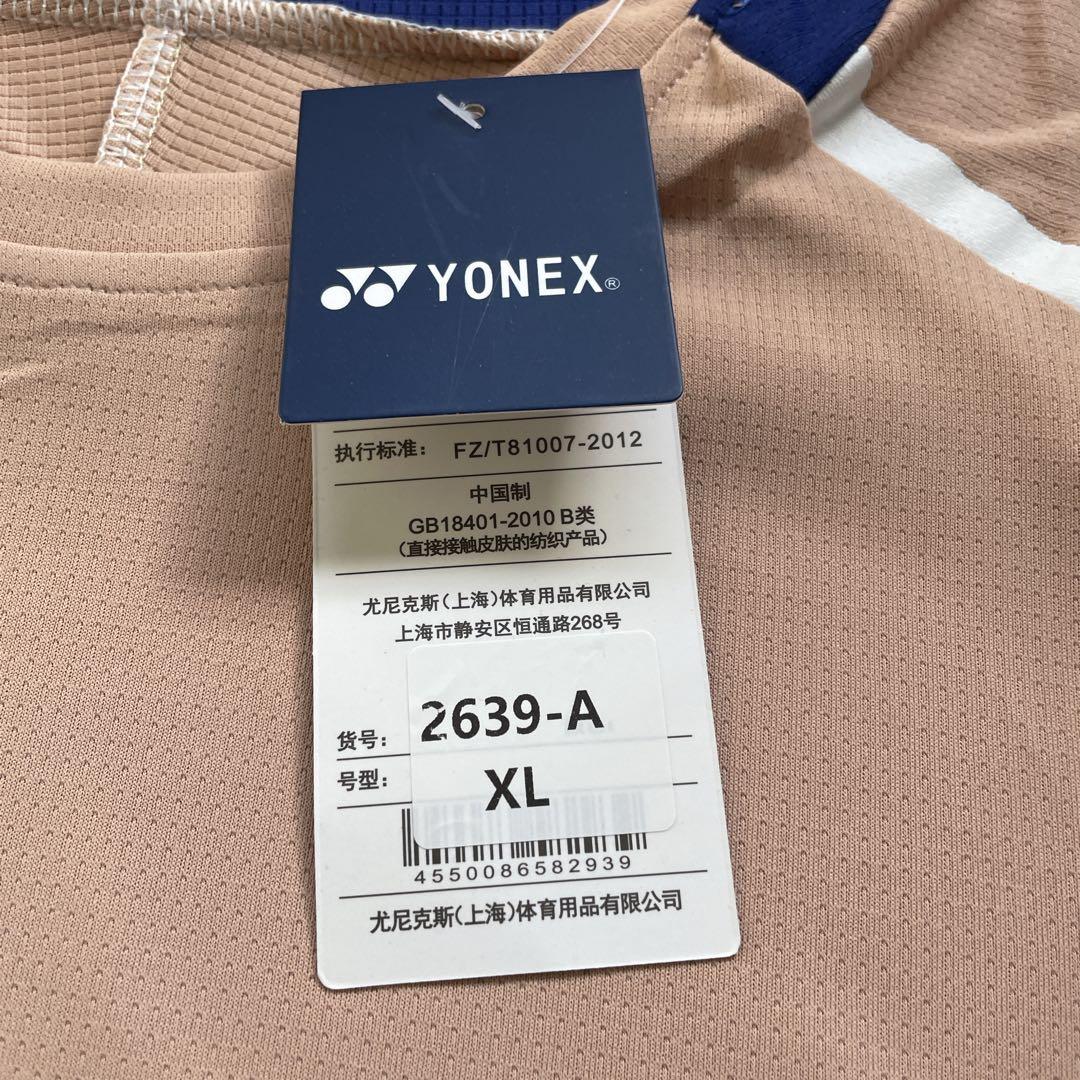 YONEX®
执行标准： FZ/T81007-2012
中国制
GB18401-2010 B类
（直接接触皮肤的纺织产品）
尤尼克斯（上海）体育用品有限公司
上海市静安区恒通路268号
货号： 2639-A
号型： XL
4550086582939
尤尼克斯（上海）体育用品有限公司